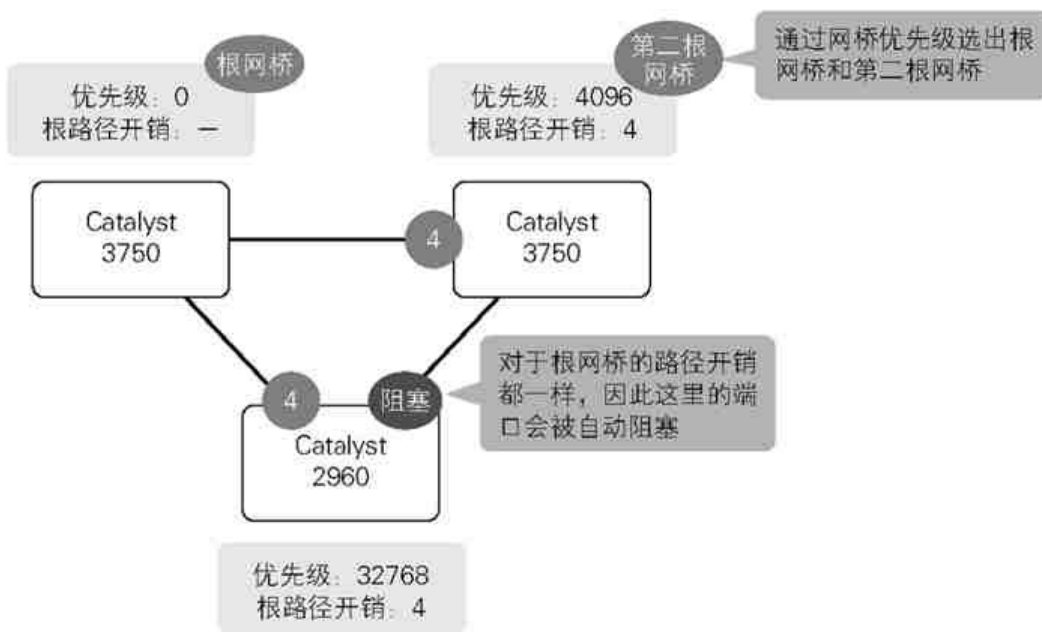 根网桥
优先级：0
根路径开销：—
第二根
网桥
优先级：4096
根路径开销：4
通过网桥优先级选出根
网桥和第二根网桥
Catalyst
3750
4
Catalyst
3750
4
阻塞
对于根网桥的路径开销
都一样，因此这里的端
口会被自动阻塞
Catalyst
2960
优先级：32768
根路径开销：4